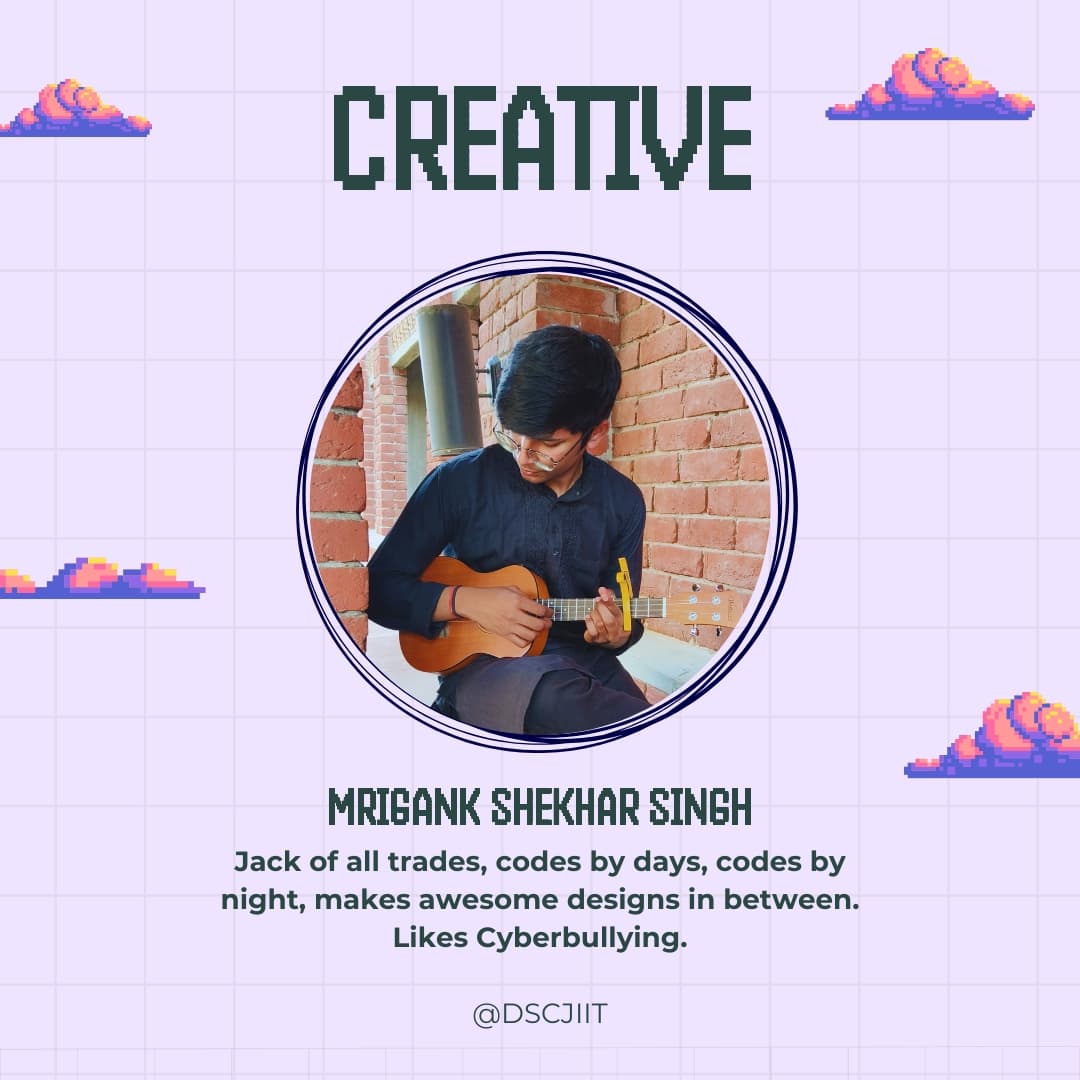 CREATIVE
MRIGANK SHEKHAR SINGH
Jack of all trades, codes by days, codes by
night, makes awesome designs in between.
Likes Cyberbullying.
@DSCJIIT